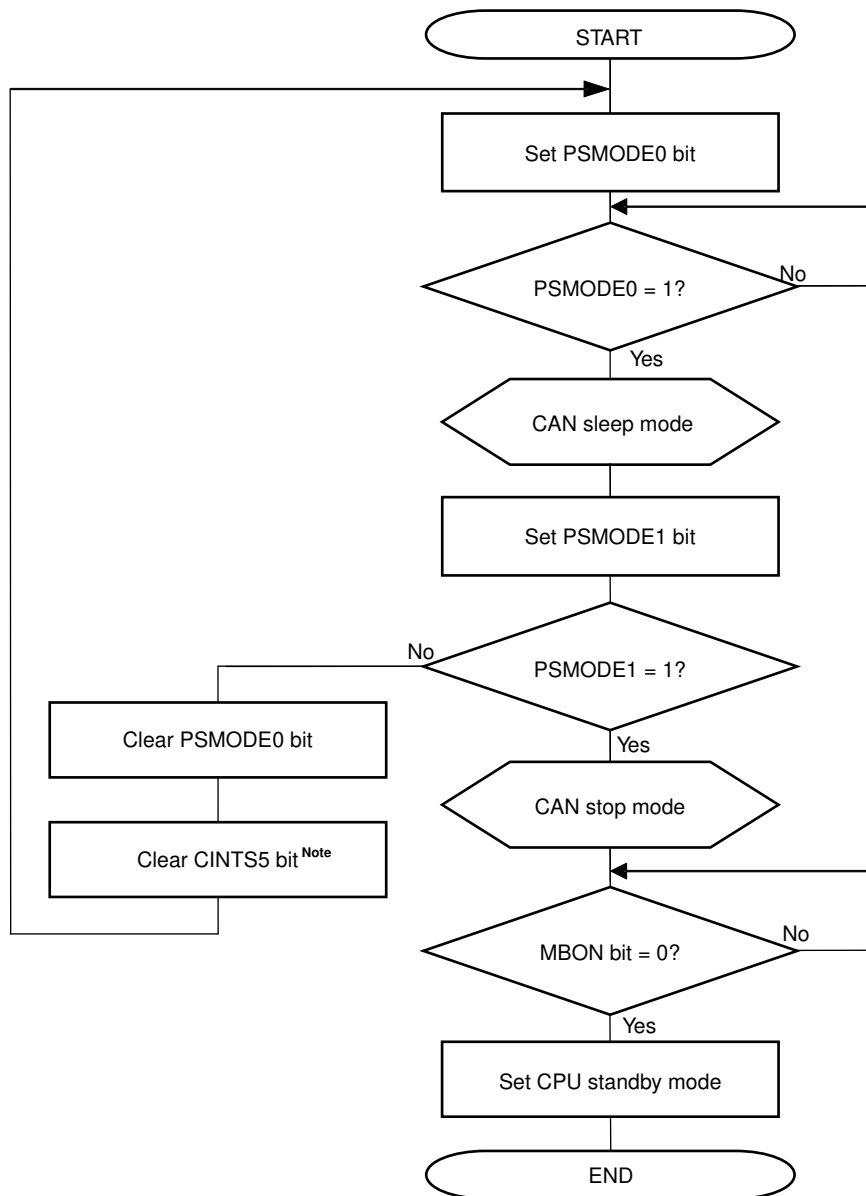 START
Set PSMODE0 bit
PSMODE0 = 1?
No
Yes
CAN sleep mode
Set PSMODE1 bit
PSMODE1 = 1?
No
Yes
Clear PSMODE0 bit
Clear CINTS5 bit Note
CAN stop mode
MBON bit = 0?
No
Yes
Set CPU standby mode
END